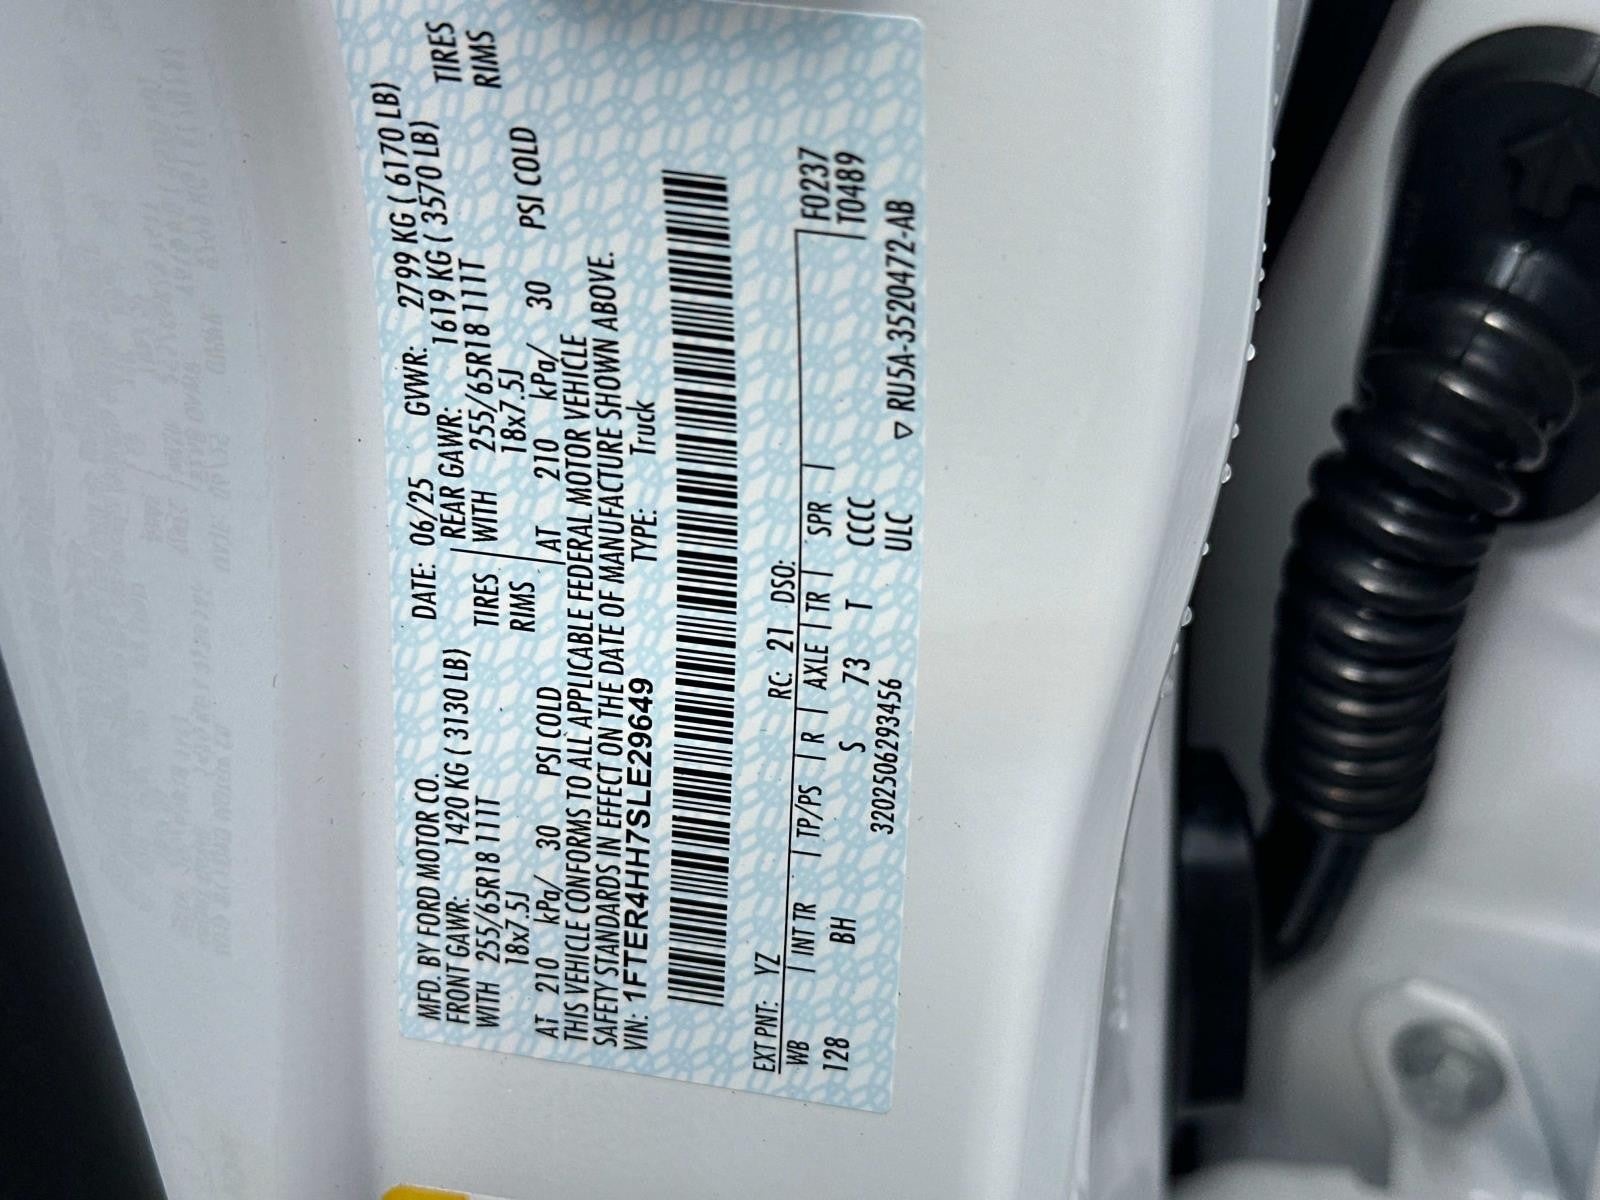 MFD. BY FORD MOTOR CO. DATE: 06/25 GVWR: 2799 KG ( 6170 LB)
FRONT GAWR: 1420 KG ( 3130 LB) REAR GAWR: 1619 KG ( 3570 LB)
WITH 255/65R18 111T TIRES WITH 255/65R18 111T TIRES
18x7.5J RIMS 18x7.5J RIMS
AT 210 kPa/ 30 PSI COLD AT 210 kPa/ 30 PSI COLD
THIS VEHICLE CONFORMS TO ALL APPLICABLE FEDERAL MOTOR VEHICLE
SAFETY STANDARDS IN EFFECT ON THE DATE OF MANUFACTURE SHOWN ABOVE.
VIN: 1FTER4HH7SLE29649 TYPE: Truck
EXT PNT: YZ RC: 21 DSO: F0237
WB INT TR TP/PS R AXLE TR SPR T0489
128 BH S 73 T CCCC
3202506293456 ULC ▽ RU5A-3520472-AB